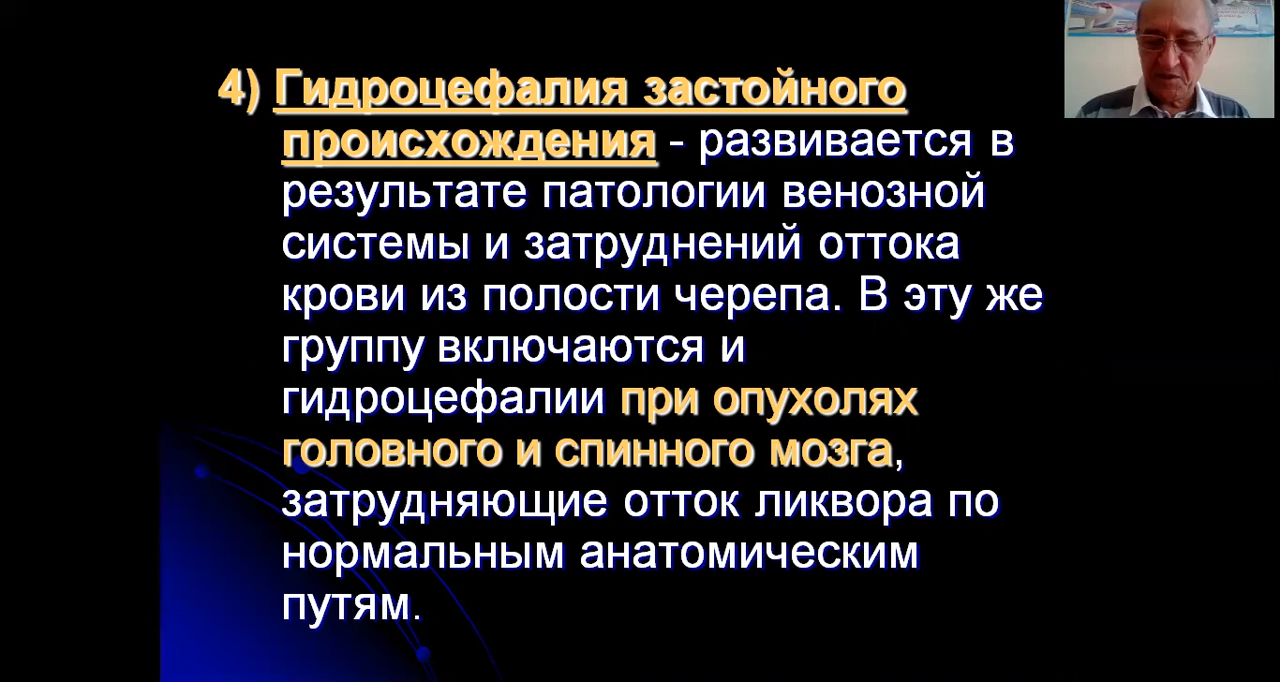 4) Гидроцефалия застойного
происхождения - развивается в
результате патологии венозной
системы и затруднений оттока
крови из полости черепа. В эту же
группу включаются и
гидроцефалии при опухолях
головного и спинного мозга,
затрудняющие отток ликвора по
нормальным анатомическим
путям.